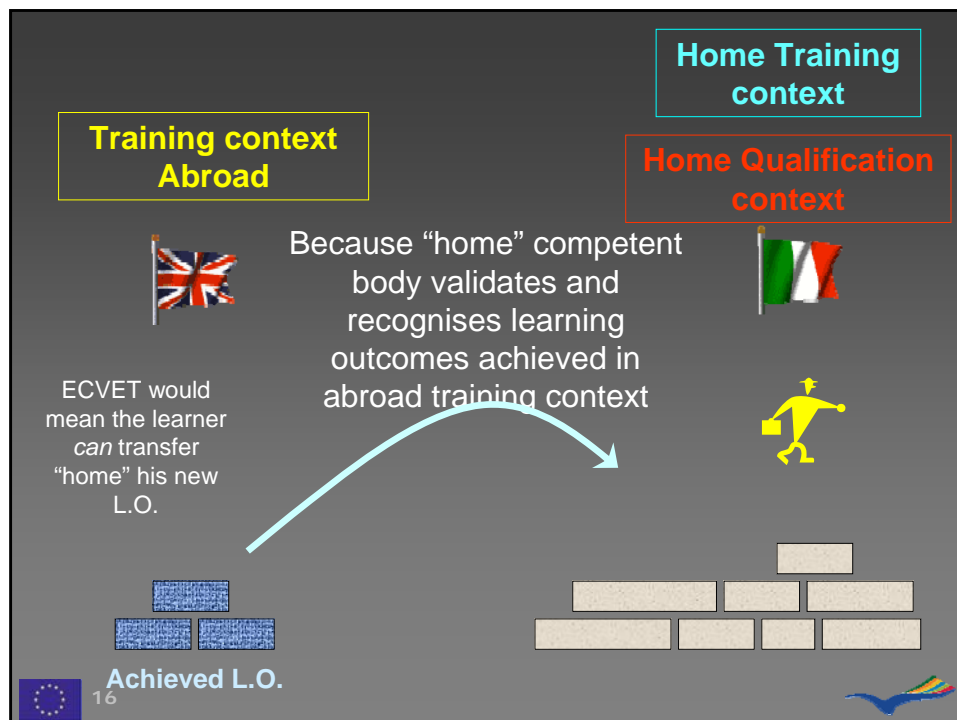 Home Training
context
Training context
Abroad
Home Qualification
context
Because “home” competent
body validates and
recognises learning
outcomes achieved in
abroad training context
ECVET would
mean the learner
can transfer
“home” his new
L.O.
Achieved L.O.
16